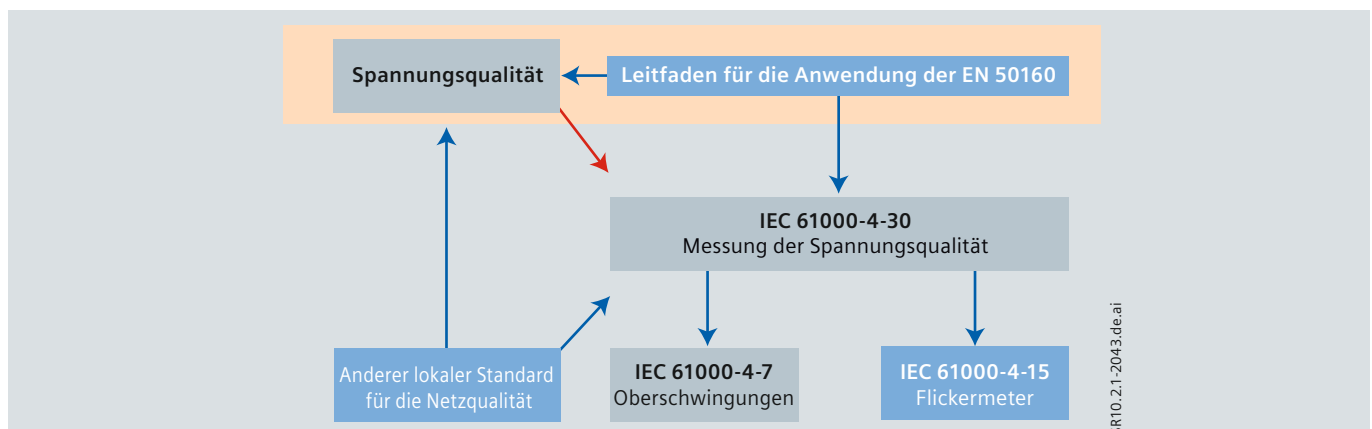 Spannungsqualität
Leitfaden für die Anwendung der EN 50160
IEC 61000-4-30
Messung der Spannungsqualität
Anderer lokaler Standard
für die Netzqualität
IEC 61000-4-7
Oberschwingungen
IEC 61000-4-15
Flickermeter
R10.2.1-2043.de.ai